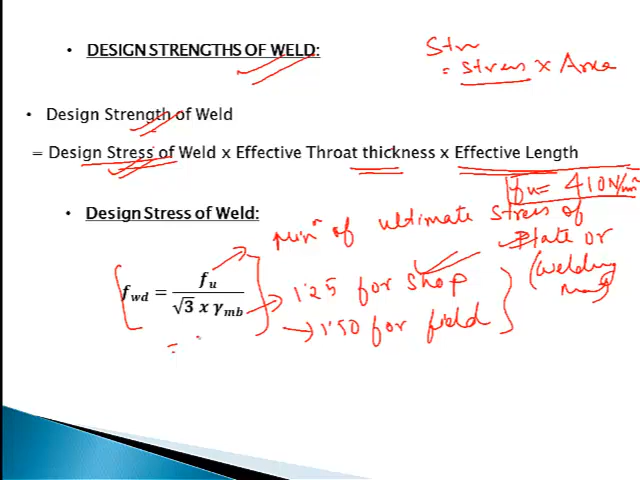 • DESIGN STRENGTHS OF WELD:
Str
= stress x Area
• Design Strength of Weld
= Design Stress of Weld x Effective Throat thickness x Effective Length
fu = 410N/mm²
• Design Stress of Weld:
Minm of ultimate stress of
Plate or
(welding
f_wd = f_u / (√3 x γ_mb)
1.25 for shop
1.50 for field
=